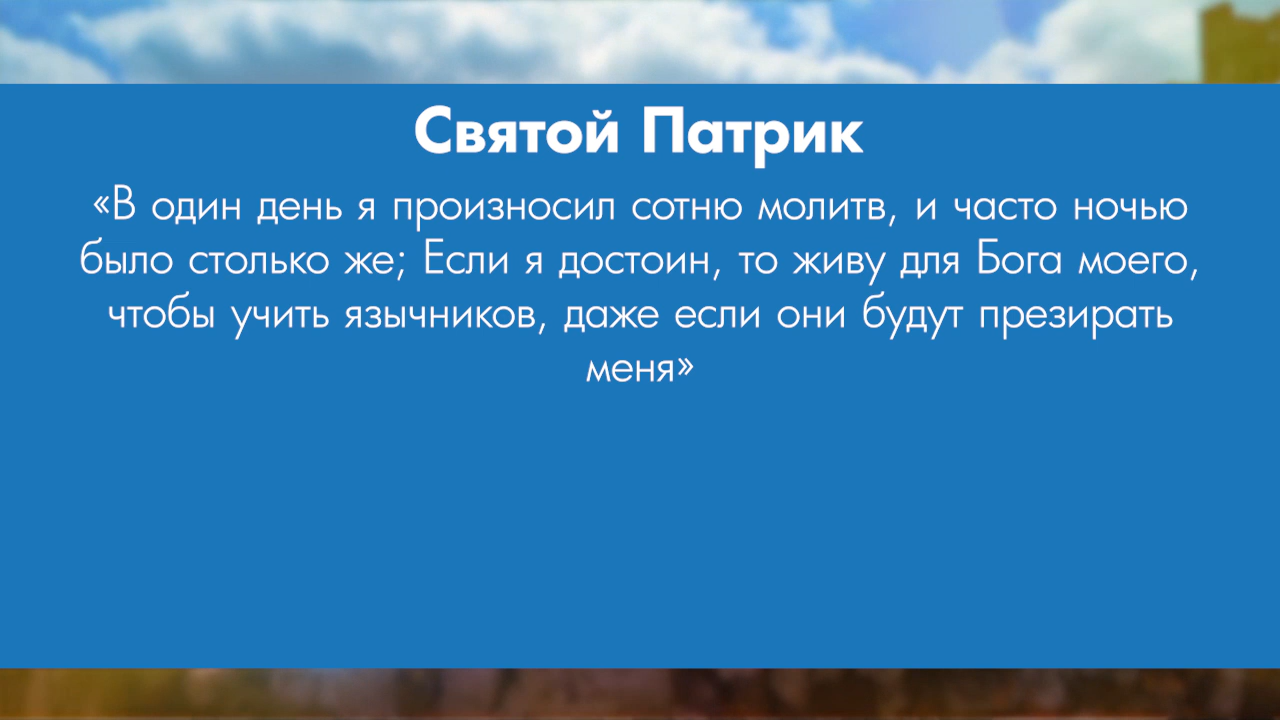 Святой Патрик
«В один день я произносил сотню молитв, и часто ночью
было столько же; Если я достоин, то живу для Бога моего,
чтобы учить язычников, даже если они будут презирать
меня»